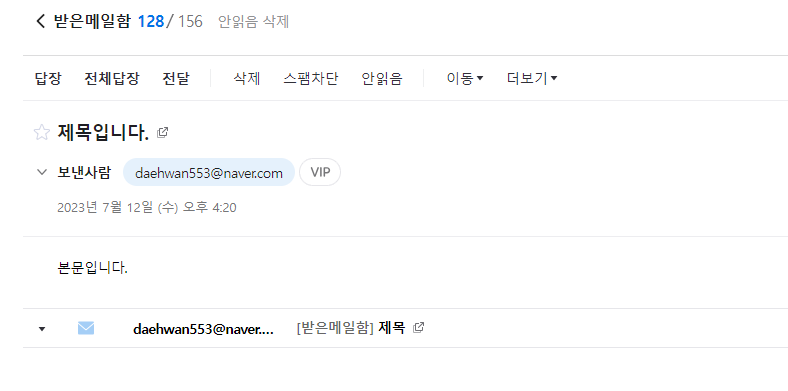 받은메일함 128 / 156 안읽음 삭제
답장 전체답장 전달 삭제 스팸차단 안읽음 이동 더보기
제목입니다.
보낸사람 daehwan553@naver.com VIP
2023년 7월 12일 (수) 오후 4:20
본문입니다.
daehwan553@naver.... [받은메일함] 제목